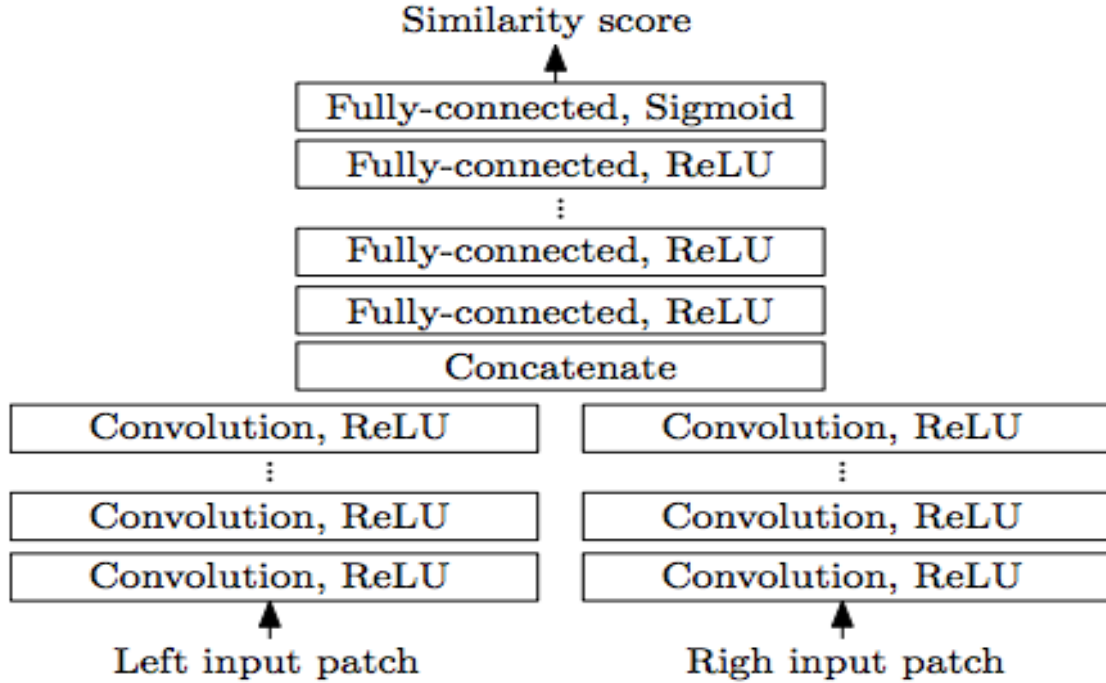 Similarity score
Fully-connected, Sigmoid
Fully-connected, ReLU
Fully-connected, ReLU
Fully-connected, ReLU
Concatenate
Convolution, ReLU
Convolution, ReLU
Convolution, ReLU
Convolution, ReLU
Convolution, ReLU
Convolution, ReLU
Left input patch
Righ input patch